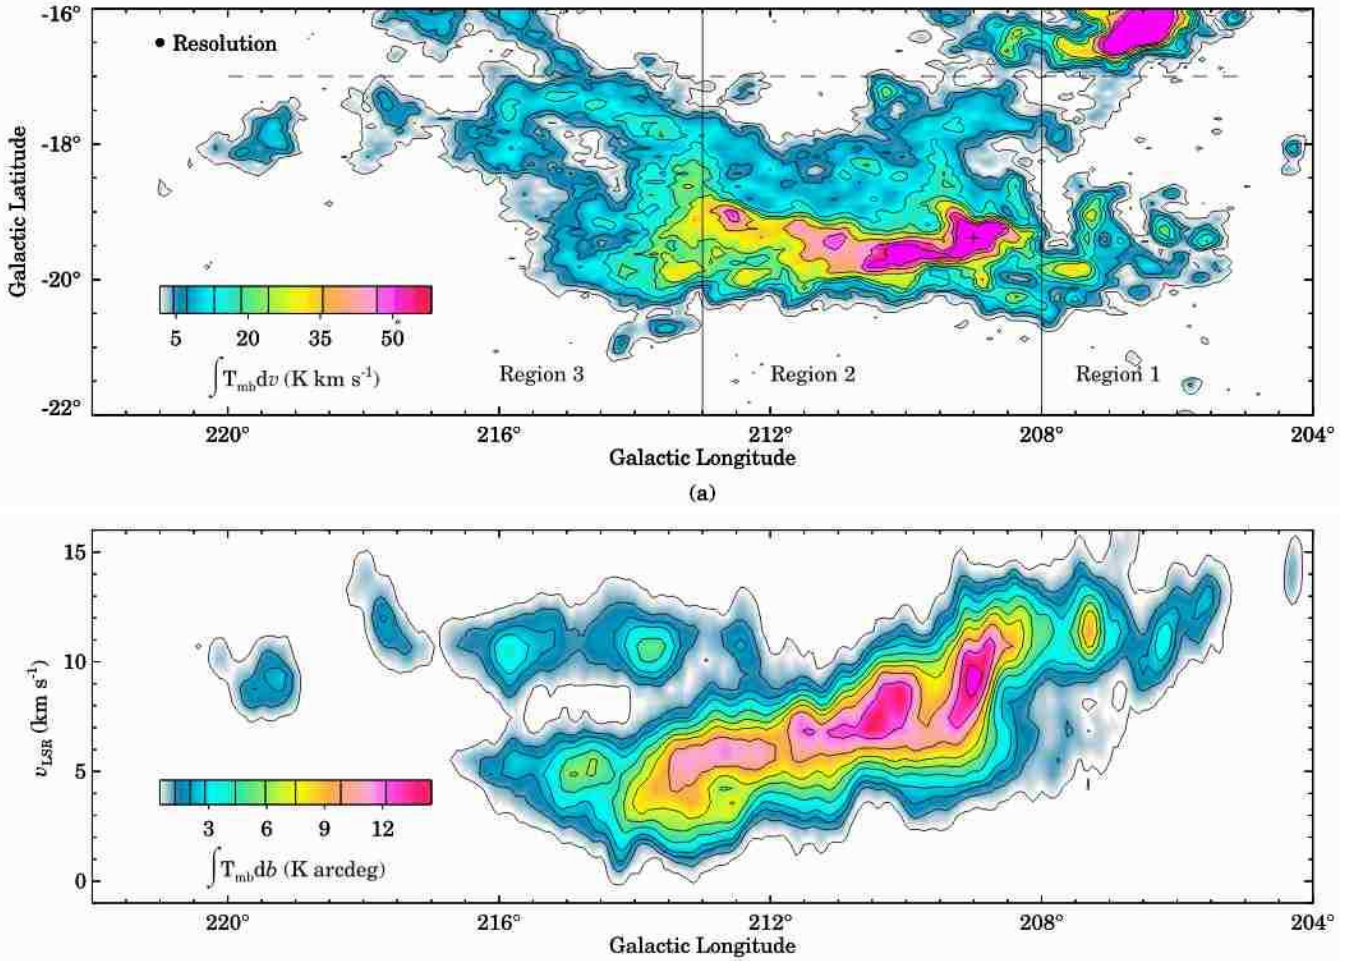 -16°
● Resolution
-18°
Galactic Latitude
-20°
5 20 35 50
∫T_mb dv (K km s⁻¹)
Region 3 Region 2 Region 1
-22°
220° 216° 212° 208° 204°
Galactic Longitude
(a)
15
10
v_LSR (km s⁻¹)
5
3 6 9 12
∫T_mb db (K arcdeg)
0
220° 216° 212° 208° 204°
Galactic Longitude